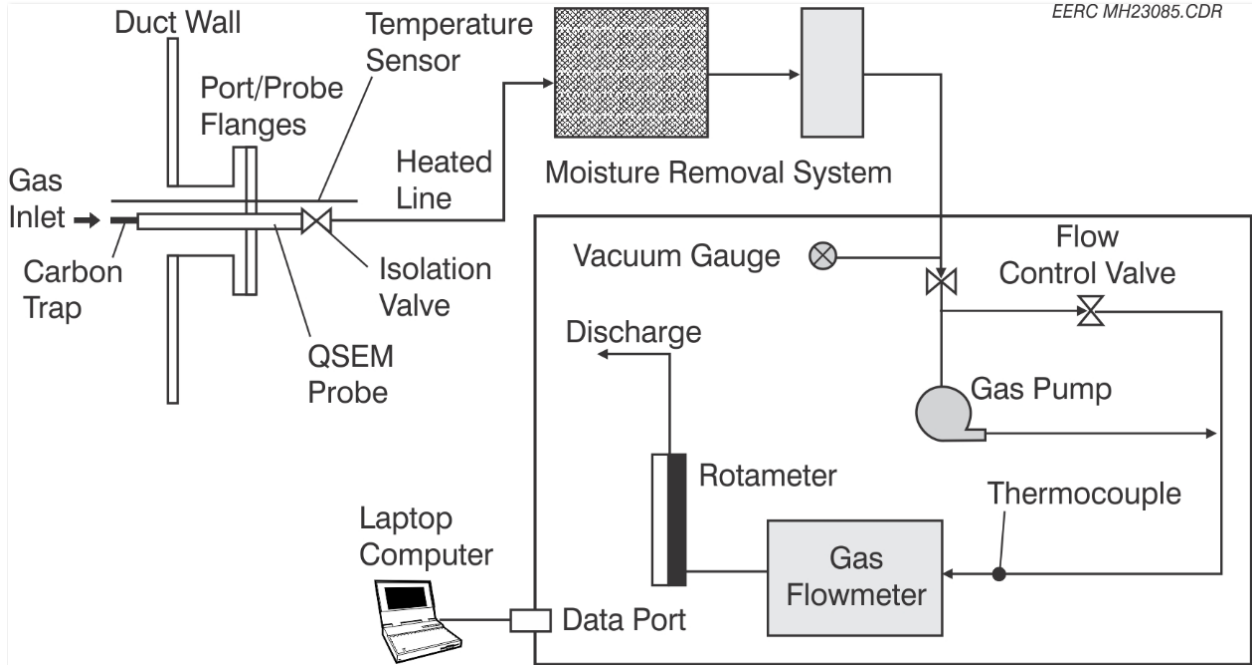 EERC MH23085.CDR
Duct Wall
Temperature
Sensor
Port/Probe
Flanges
Heated
Line
Moisture Removal System
Gas
Inlet
Carbon
Trap
Isolation
Valve
QSEM
Probe
Vacuum Gauge
Flow
Control Valve
Discharge
Gas Pump
Rotameter
Thermocouple
Laptop
Computer
Gas
Flowmeter
Data Port